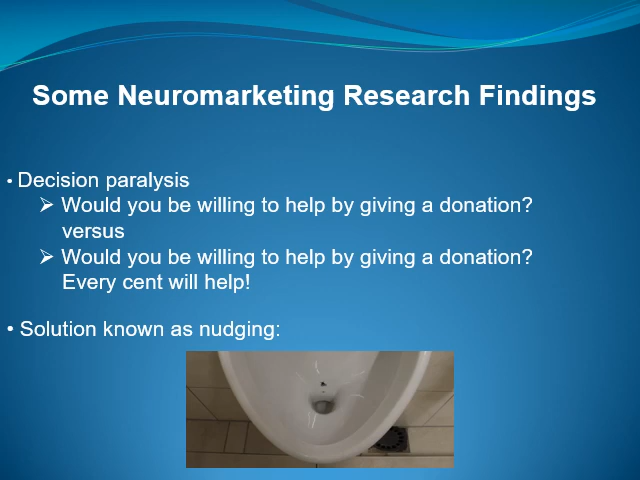 Some Neuromarketing Research Findings
• Decision paralysis
➢ Would you be willing to help by giving a donation?
versus
➢ Would you be willing to help by giving a donation?
Every cent will help!
• Solution known as nudging: